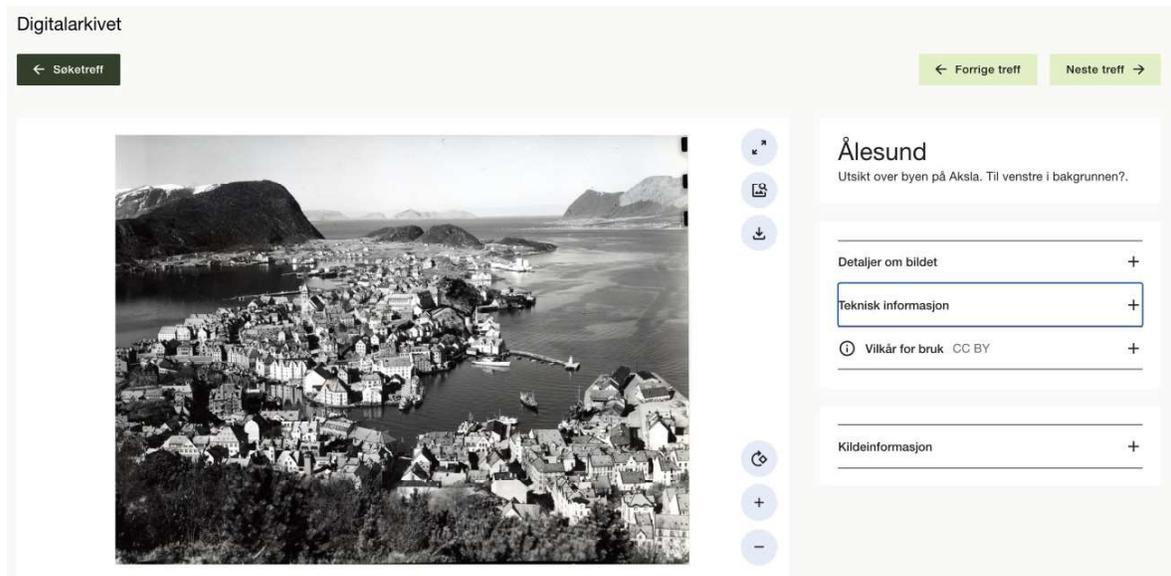 Digitalarkivet
← Søketreff
← Forrige treff
Neste treff →
Ålesund
Utsikt over byen på Aksla. Til venstre i bakgrunnen?.
Detaljer om bildet +
Teknisk informasjon +
Vilkår for bruk CC BY +
Kildeinformasjon +